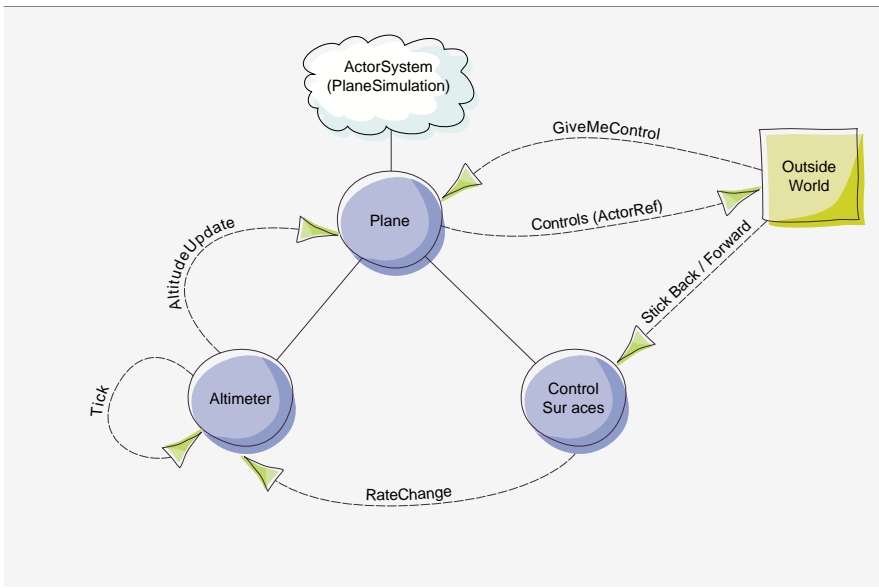 ActorSystem
(PlaneSimulation)
GiveMeControl
Outside
World
Plane
Controls (ActorRef)
AltitudeUpdate
Stick Back / Forward
Tick
Altimeter
Control
Sur aces
RateChange